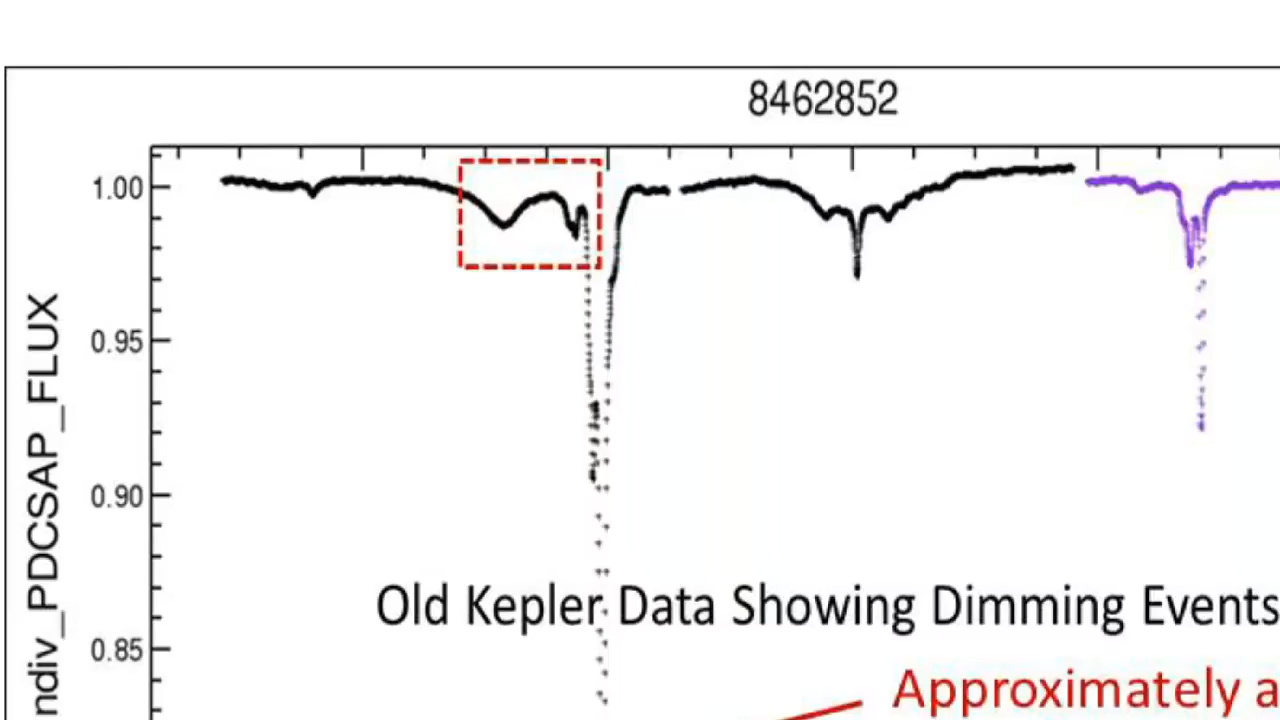 8462852
1.00
0.95
0.90
0.85
ndiv_PDCSAP_FLUX
Old Kepler Data Showing Dimming Events
Approximately a